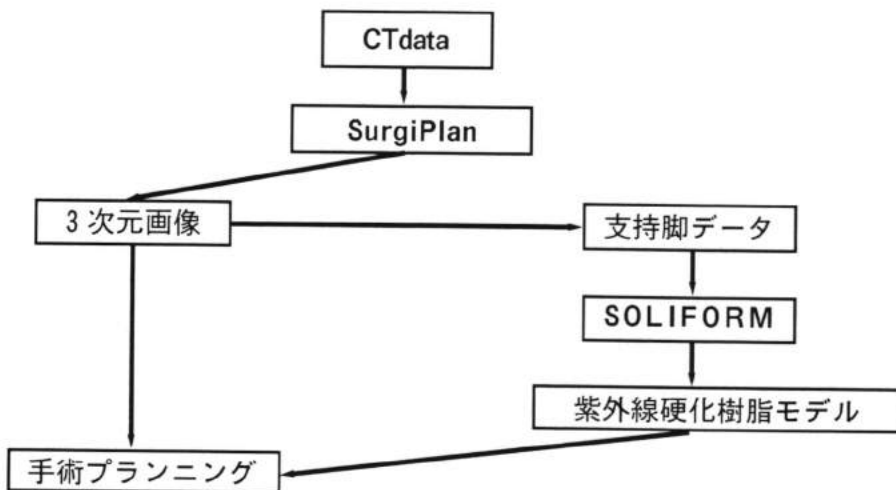 CTdata
SurgiPlan
3次元画像
支持脚データ
SOLIFORM
紫外線硬化樹脂モデル
手術プランニング